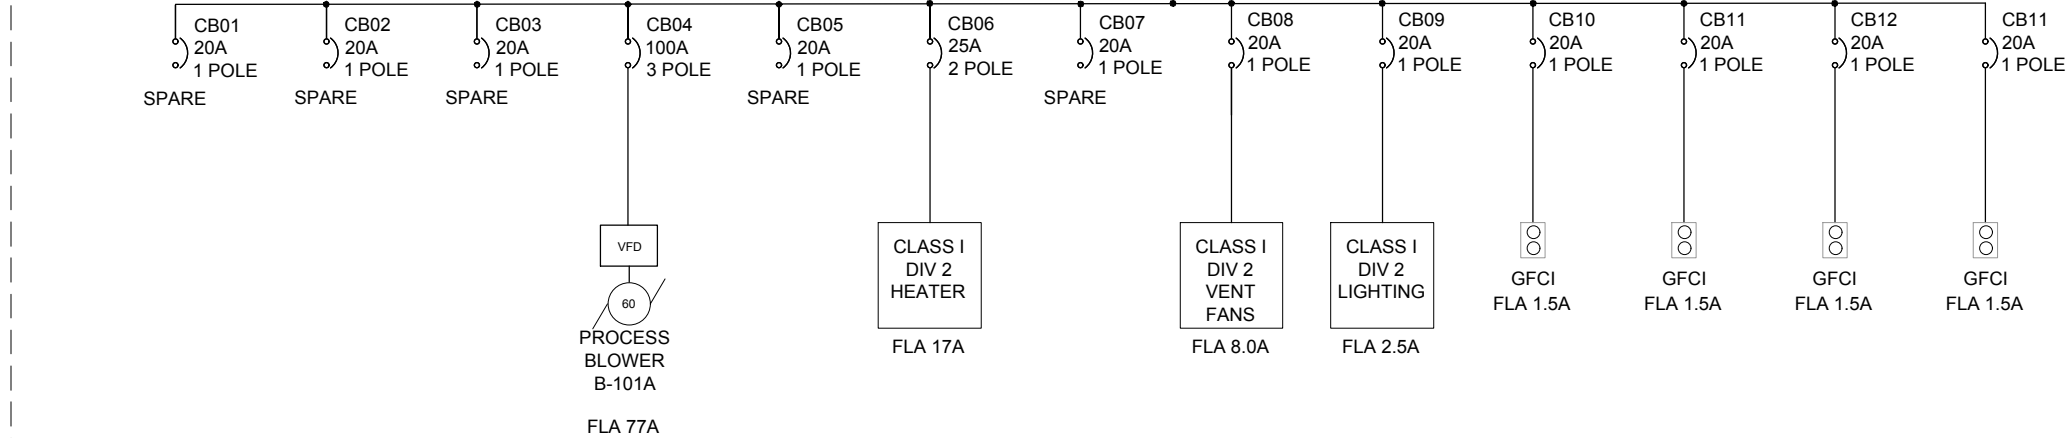 CB01
20A
1 POLE
SPARE
CB02
20A
1 POLE
SPARE
CB03
20A
1 POLE
SPARE
CB04
100A
3 POLE
VFD
60
PROCESS
BLOWER
B-101A
FLA 77A
CB05
20A
1 POLE
SPARE
CB06
25A
2 POLE
CLASS I
DIV 2
HEATER
FLA 17A
CB07
20A
1 POLE
SPARE
CB08
20A
1 POLE
CLASS I
DIV 2
VENT
FANS
FLA 8.0A
CB09
20A
1 POLE
CLASS I
DIV 2
LIGHTING
FLA 2.5A
CB10
20A
1 POLE
GFCI
FLA 1.5A
CB11
20A
1 POLE
GFCI
FLA 1.5A
CB12
20A
1 POLE
GFCI
FLA 1.5A
CB11
20A
1 POLE
GFCI
FLA 1.5A